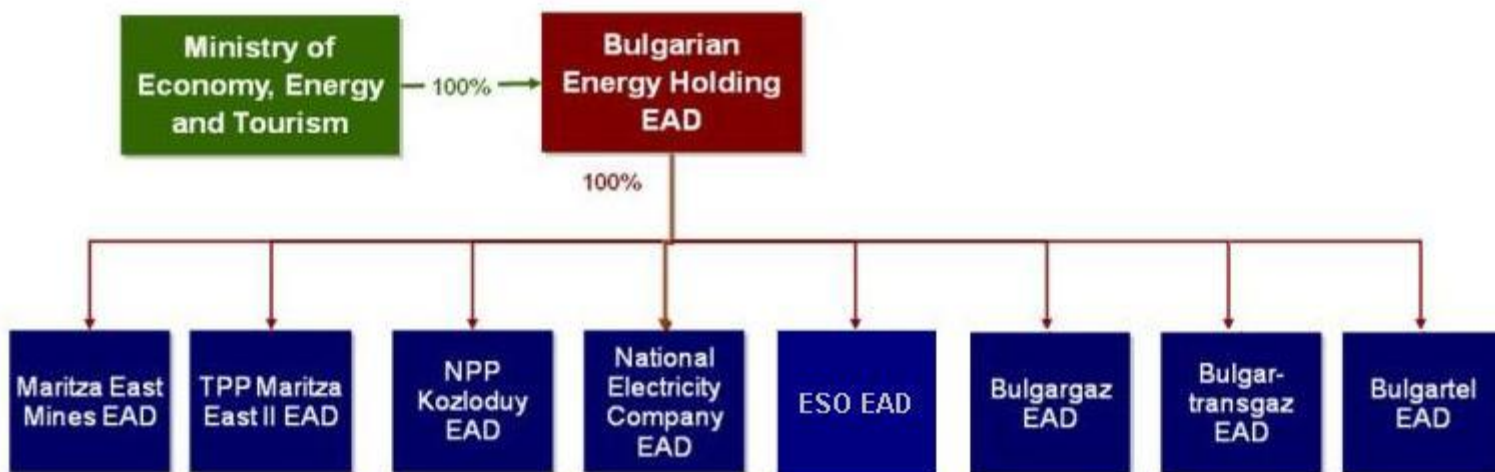 Ministry of
Economy, Energy
and Tourism
100%
Bulgarian
Energy Holding
EAD
100%
Maritza East
Mines EAD
TPP Maritza
East II EAD
NPP
Kozloduy
EAD
National
Electricity
Company
EAD
ESO EAD
Bulgargaz
EAD
Bulgar-
transgaz
EAD
Bulgartel
EAD